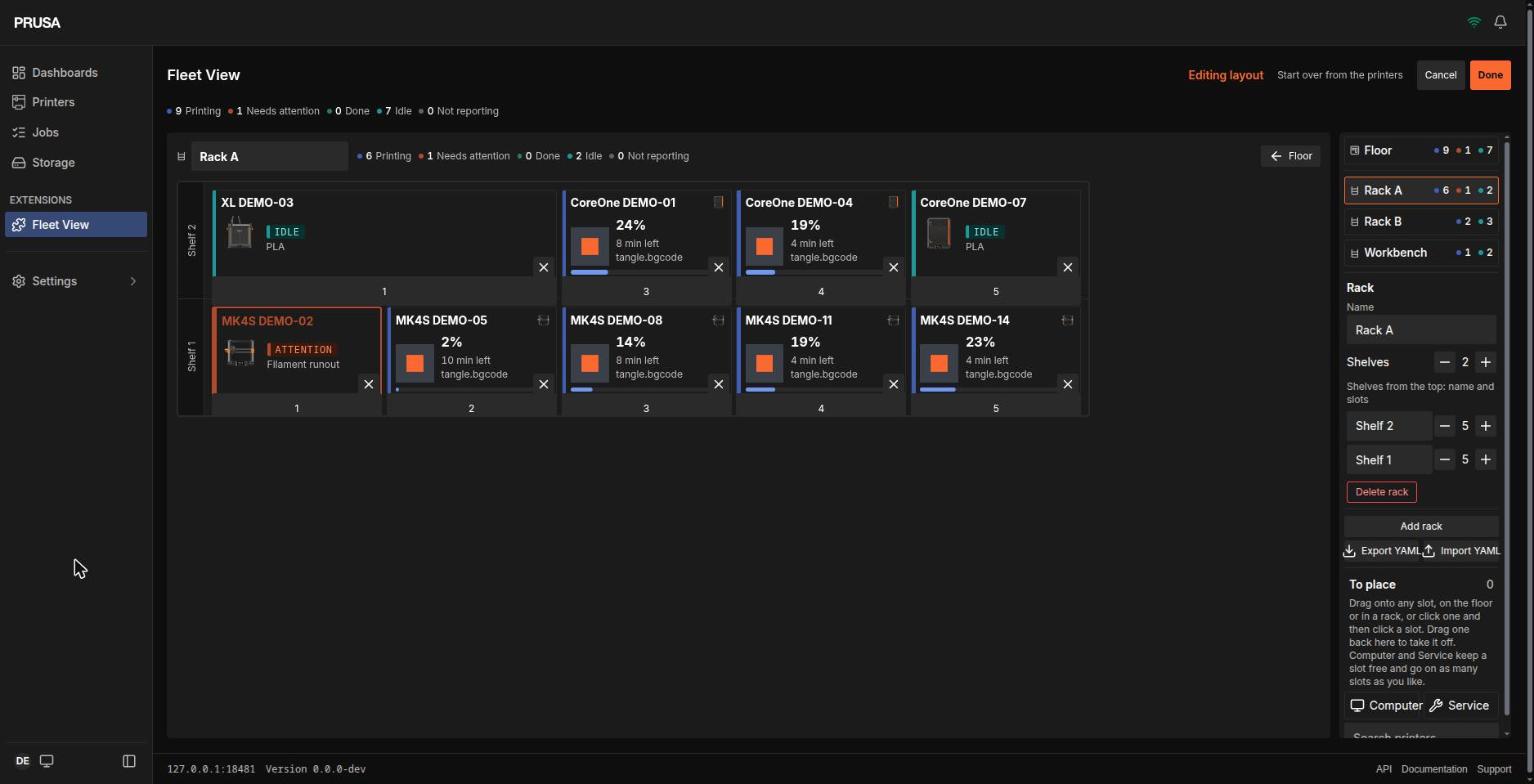 PRUSA
Dashboards
Printers
Jobs
Storage
EXTENSIONS
Fleet View
Settings
DE
Fleet View
Editing layout
Start over from the printers
Cancel
Done
9 Printing 1 Needs attention 0 Done 7 Idle 0 Not reporting
Rack A
6 Printing 1 Needs attention 0 Done 2 Idle 0 Not reporting
Floor
Shelf 2
XL DEMO-03
IDLE
PLA
1
CoreOne DEMO-01
24%
8 min left
tangle.bgcode
3
CoreOne DEMO-04
19%
4 min left
tangle.bgcode
4
CoreOne DEMO-07
IDLE
PLA
5
Shelf 1
MK4S DEMO-02
ATTENTION
Filament runout
1
MK4S DEMO-05
2%
10 min left
tangle.bgcode
2
MK4S DEMO-08
14%
8 min left
tangle.bgcode
3
MK4S DEMO-11
19%
4 min left
tangle.bgcode
4
MK4S DEMO-14
23%
4 min left
tangle.bgcode
5
Floor 9 1 7
Rack A 6 1 2
Rack B 2 3
Workbench 1 2
Rack
Name
Rack A
Shelves 2
Shelves from the top: name and
slots
Shelf 2 5
Shelf 1 5
Delete rack
Add rack
Export YAML Import YAML
To place 0
Drag onto any slot, on the floor
or in a rack, or click one and
then click a slot. Drag one
back here to take it off.
Computer and Service keep a
slot free and go on as many
slots as you like.
Computer Service
Search printers
127.0.0.1:18481 Version 0.0.0-dev
API Documentation Support